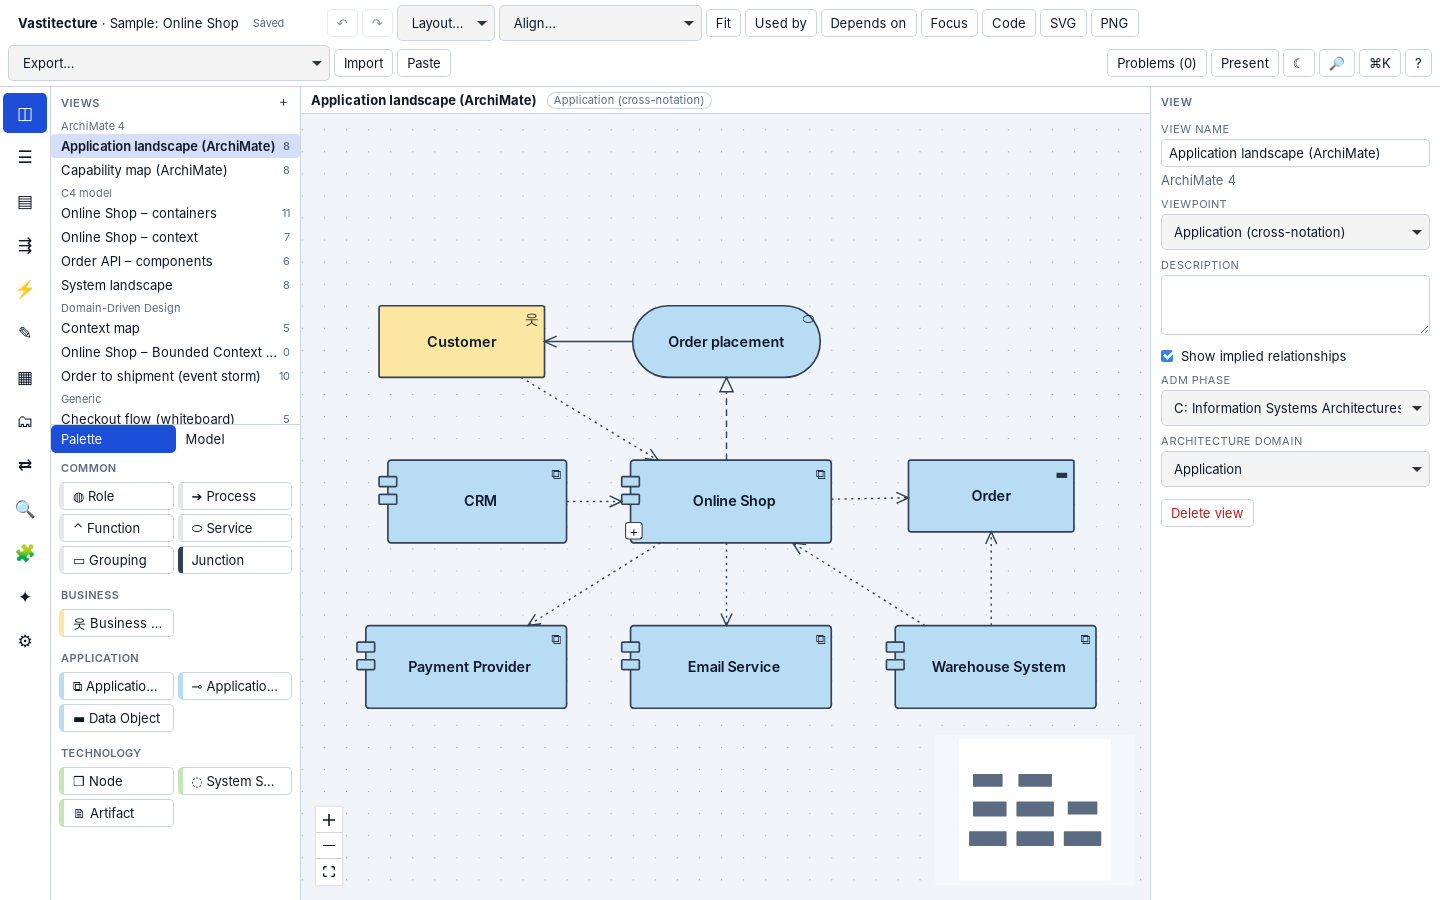 Vastitecture · Sample: Online Shop Saved
Layout... Align... Fit Used by Depends on Focus Code SVG PNG
Export... Import Paste Problems (0) Present ⌘K ?
VIEWS +
ArchiMate 4
Application landscape (ArchiMate) 8
Capability map (ArchiMate) 8
C4 model
Online Shop – containers 11
Online Shop – context 7
Order API – components 6
System landscape 8
Domain-Driven Design
Context map 5
Online Shop – Bounded Context ... 0
Order to shipment (event storm) 10
Generic
Checkout flow (whiteboard) 5
Palette Model
COMMON
Role Process
Function Service
Grouping Junction
BUSINESS
웃 Business ...
APPLICATION
Applicatio... Applicatio...
Data Object
TECHNOLOGY
Node System S...
Artifact
Application landscape (ArchiMate) Application (cross-notation)
Customer 웃
Order placement
CRM
Online Shop
+
Order
Payment Provider
Email Service
Warehouse System
VIEW
VIEW NAME
Application landscape (ArchiMate)
ArchiMate 4
VIEWPOINT
Application (cross-notation)
DESCRIPTION
Show implied relationships
ADM PHASE
C: Information Systems Architectures
ARCHITECTURE DOMAIN
Application
Delete view